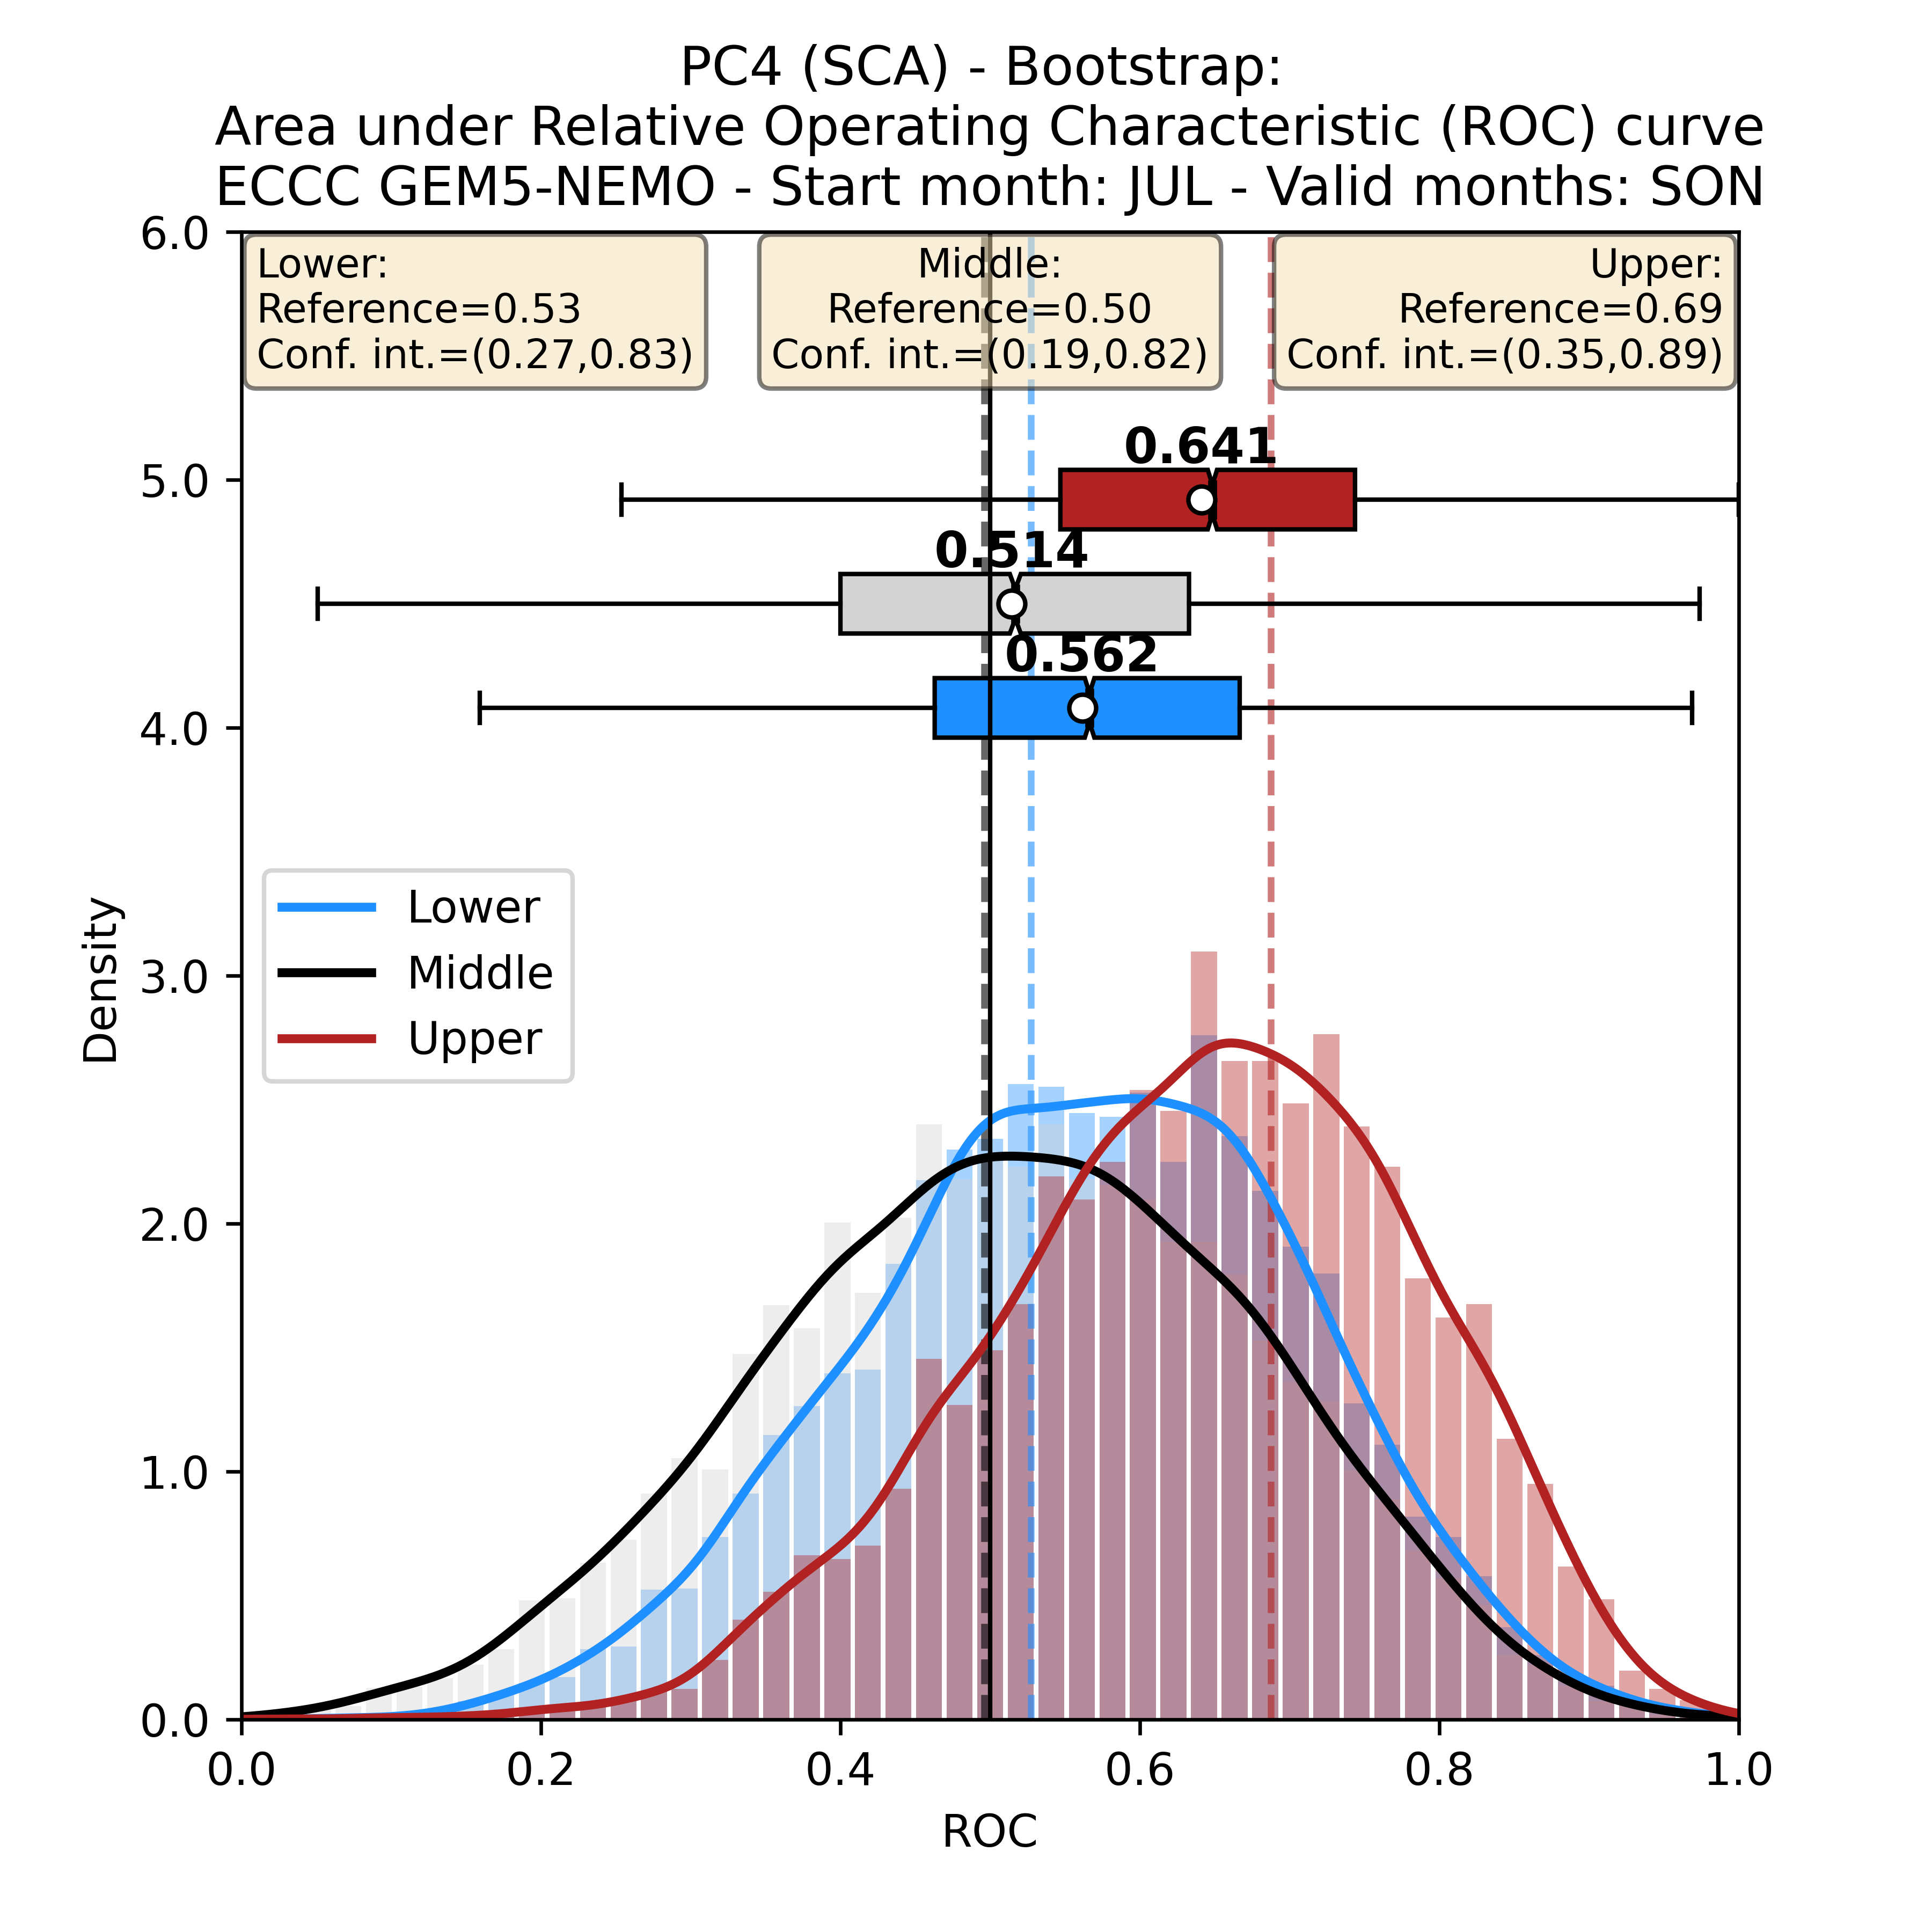 PC4 (SCA) - Bootstrap:
Area under Relative Operating Characteristic (ROC) curve
ECCC GEM5-NEMO - Start month: JUL - Valid months: SON
6.0
Lower:
Reference=0.53
Conf. int.=(0.27,0.83)
Middle:
Reference=0.50
Conf. int.=(0.19,0.82)
Upper:
Reference=0.69
Conf. int.=(0.35,0.89)
0.641
5.0
0.514
0.562
4.0
Lower
Middle
Upper
Density
3.0
2.0
1.0
0.0
0.0
0.2
0.4
0.6
0.8
1.0
ROC